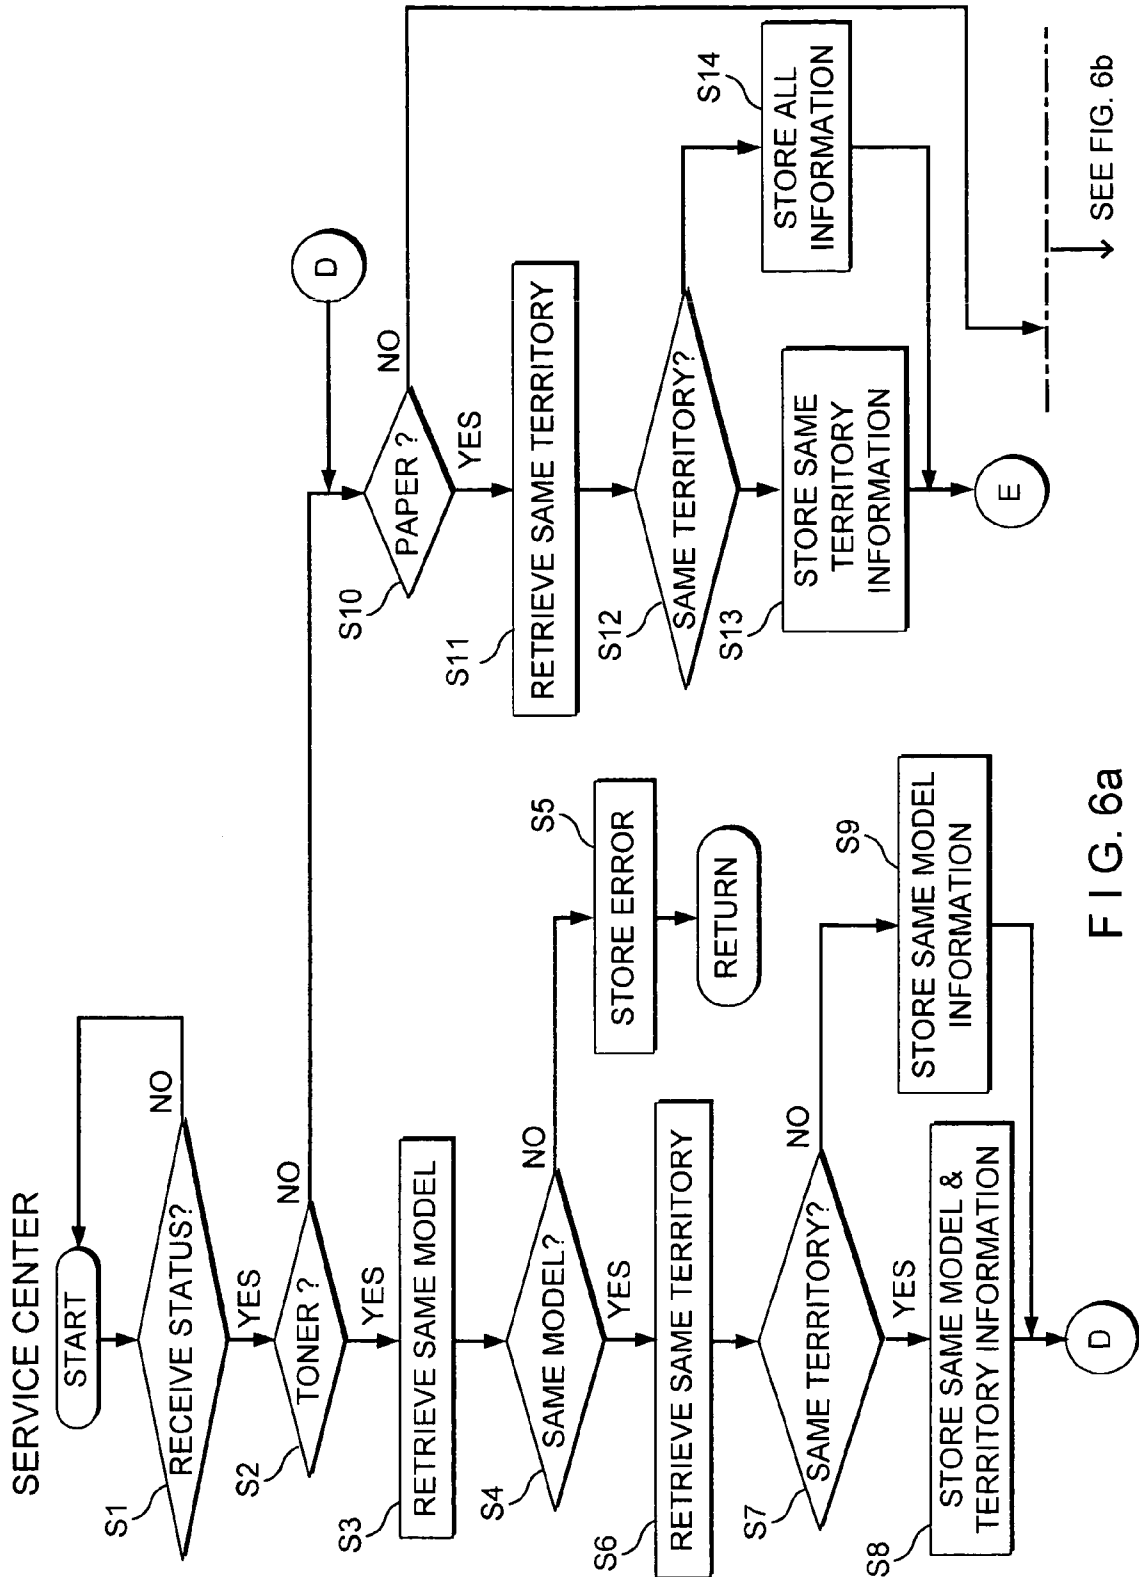 SERVICE CENTER
START
S1
RECEIVE STATUS?
NO
YES
S2
TONER ?
NO
YES
S3
RETRIEVE SAME MODEL
S4
SAME MODEL?
NO
YES
S5
STORE ERROR
RETURN
S6
RETRIEVE SAME TERRITORY
S7
SAME TERRITORY?
NO
YES
S8
STORE SAME MODEL &
TERRITORY INFORMATION
S9
STORE SAME MODEL
INFORMATION
D
D
S10
PAPER ?
NO
YES
S11
RETRIEVE SAME TERRITORY
S12
SAME TERRITORY?
S13
STORE SAME
TERRITORY
INFORMATION
S14
STORE ALL
INFORMATION
E
SEE FIG. 6b
FIG. 6a